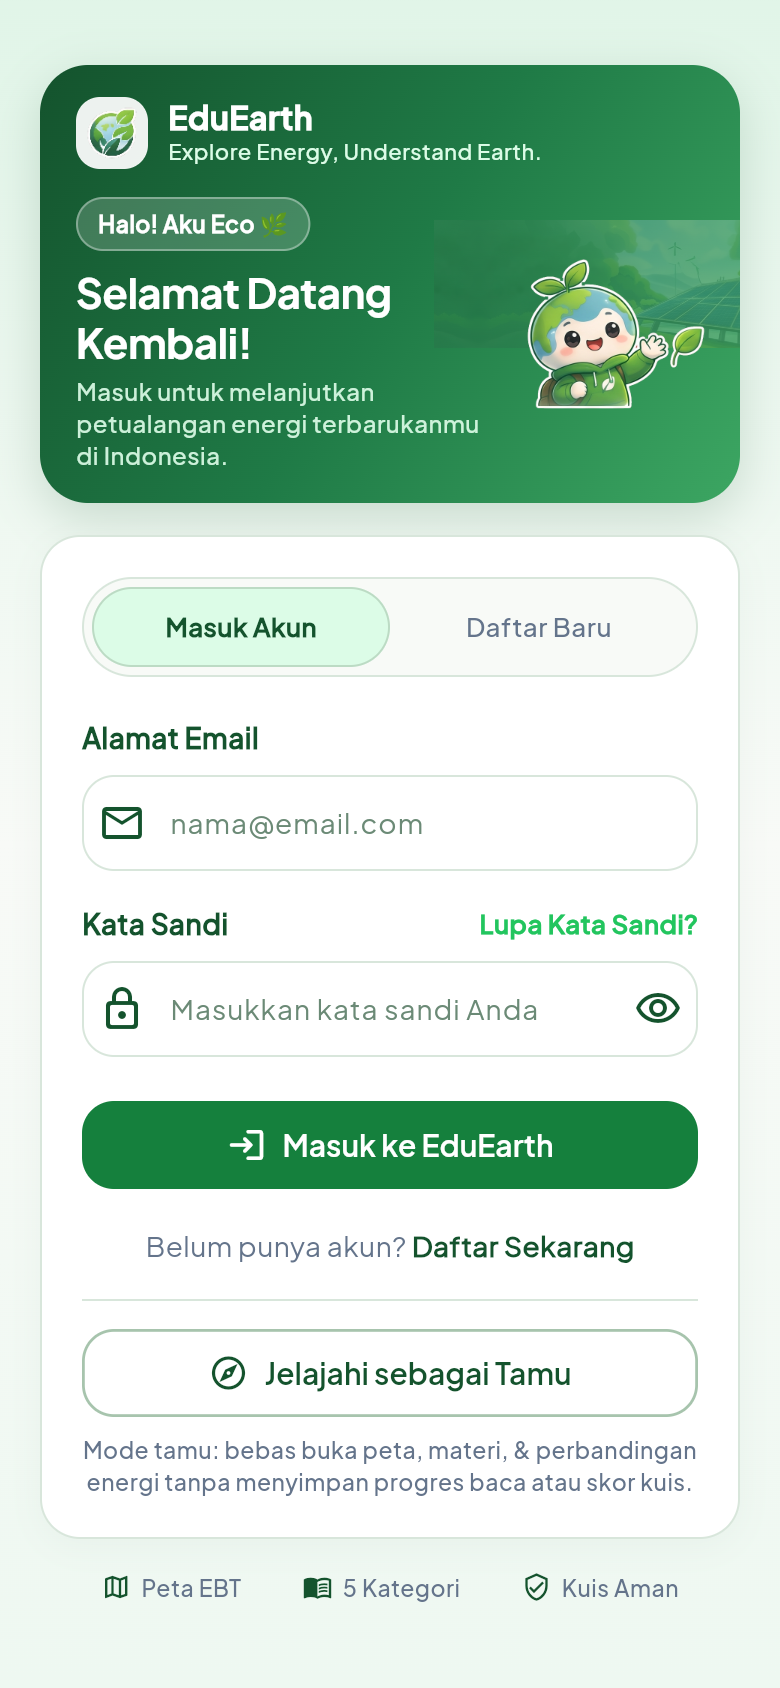 EduEarth
Explore Energy, Understand Earth.
Halo! Aku Eco 🌿
Selamat Datang
Kembali!
Masuk untuk melanjutkan
petualangan energi terbarukanmu
di Indonesia.
Masuk Akun
Daftar Baru
Alamat Email
nama@email.com
Kata Sandi
Lupa Kata Sandi?
Masukkan kata sandi Anda
Masuk ke EduEarth
Belum punya akun? Daftar Sekarang
Jelajahi sebagai Tamu
Mode tamu: bebas buka peta, materi, & perbandingan
energi tanpa menyimpan progres baca atau skor kuis.
Peta EBT
5 Kategori
Kuis Aman